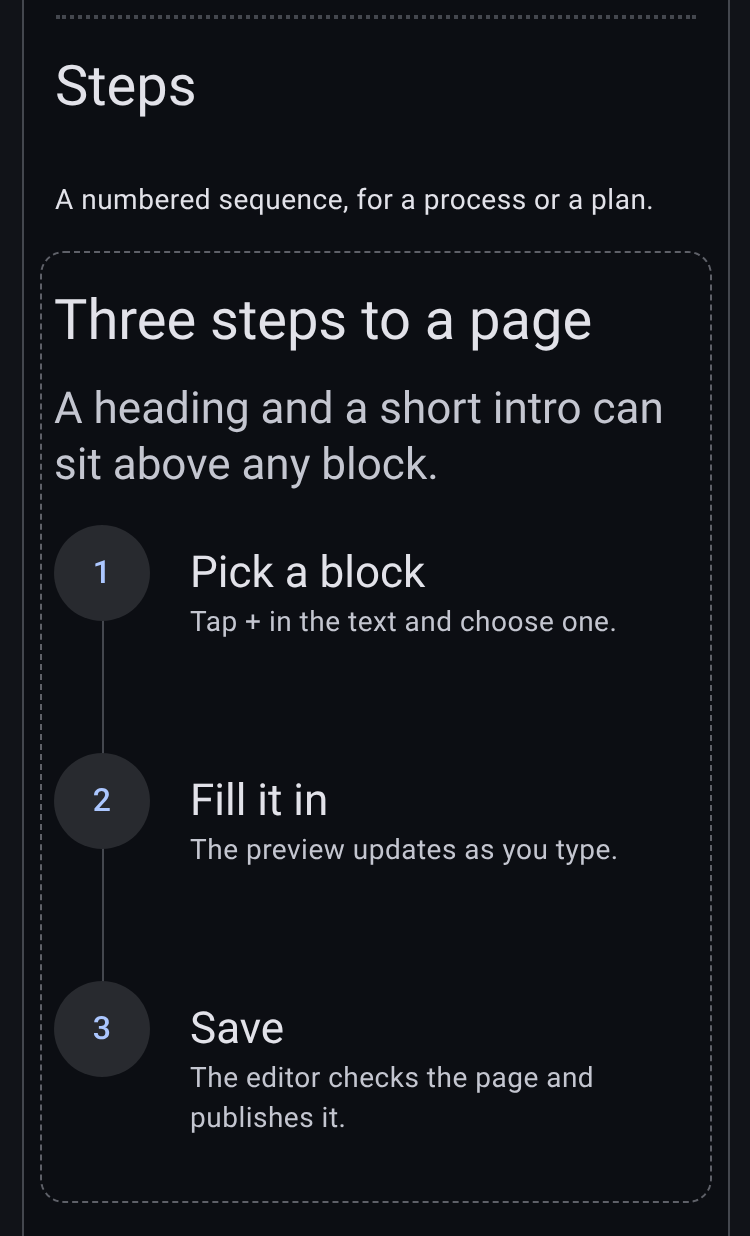 Steps
A numbered sequence, for a process or a plan.
Three steps to a page
A heading and a short intro can
sit above any block.
1
Pick a block
Tap + in the text and choose one.
2
Fill it in
The preview updates as you type.
3
Save
The editor checks the page and
publishes it.